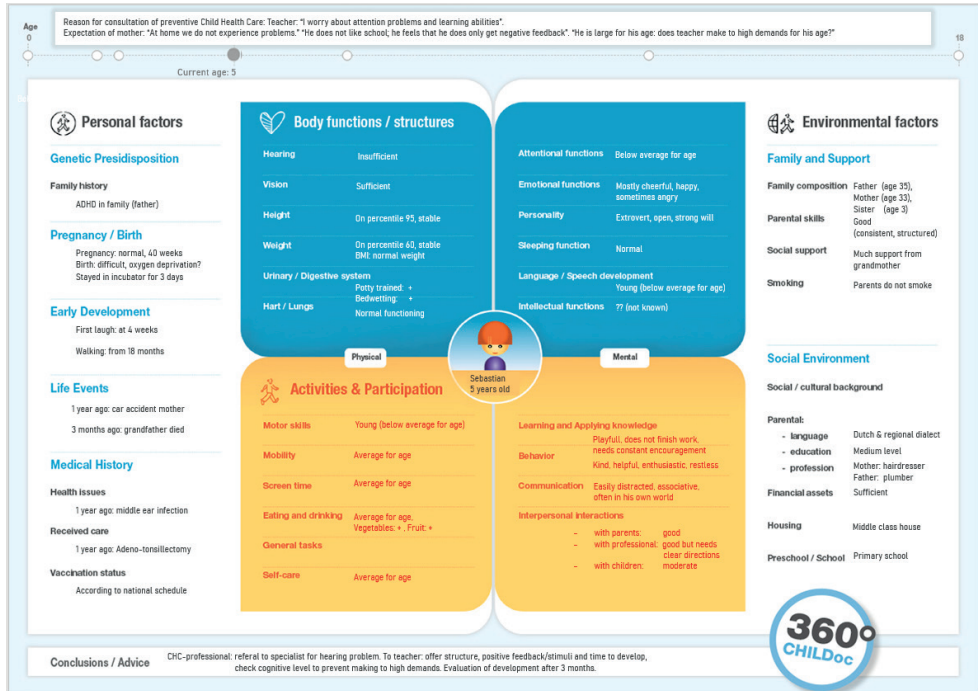 Reason for consultation of preventive Child Health Care: Teacher: "I worry about attention problems and learning abilities".
Expectation of mother: "At home we do not experience problems." "He does not like school; he feels that he does only get negative feedback". "He is large for his age: does teacher make to high demands for his age?"
Age
0
18
Current age: 5
Personal factors
Genetic Presidisposition
Family history
ADHD in family (father)
Pregnancy / Birth
Pregnancy: normal, 40 weeks
Birth: difficult, oxygen deprivation?
Stayed in incubator for 3 days
Early Development
First laugh: at 4 weeks
Walking: from 18 months
Life Events
1 year ago: car accident mother
3 months ago: grandfather died
Medical History
Health issues
1 year ago: middle ear infection
Received care
1 year ago: Adeno-tonsillectomy
Vaccination status
According to national schedule
Body functions / structures
Hearing Insufficient
Vision Sufficient
Height On percentile 95, stable
Weight On percentile 60, stable
BMI: normal weight
Urinary / Digestive system
Potty trained: +
Bedwetting: +
Hart / Lungs Normal functioning
Attentional functions Below average for age
Emotional functions Mostly cheerful, happy,
sometimes angry
Personality Extrovert, open, strong will
Sleeping function Normal
Language / Speech development
Young (below average for age)
Intellectual functions ?? (not known)
Physical
Mental
Sebastian
5 years old
Activities & Participation
Motor skills Young (below average for age)
Mobility Average for age
Screen time Average for age
Eating and drinking Average for age,
Vegetables: + , Fruit: +
General tasks
Self-care Average for age
Learning and Applying knowledge
Playfull, does not finish work,
needs constant encouragement
Behavior
Kind, helpful, enthusiastic, restless
Communication Easily distracted, associative,
often in his own world
Interpersonal interactions
- with parents: good
- with professional: good but needs
clear directions
- with children: moderate
Environmental factors
Family and Support
Family composition Father (age 35),
Mother (age 33),
Sister (age 3)
Parental skills Good
(consistent, structured)
Social support Much support from
grandmother
Smoking Parents do not smoke
Social Environment
Social / cultural background
Parental:
- language Dutch & regional dialect
- education Medium level
- profession Mother: hairdresser
Father: plumber
Financial assets Sufficient
Housing Middle class house
Preschool / School Primary school
360°
CHILDoc
Conclusions / Advice
CHC-professional: referal to specialist for hearing problem. To teacher: offer structure, positive feedback/stimuli and time to develop,
check cognitive level to prevent making to high demands. Evaluation of development after 3 months.